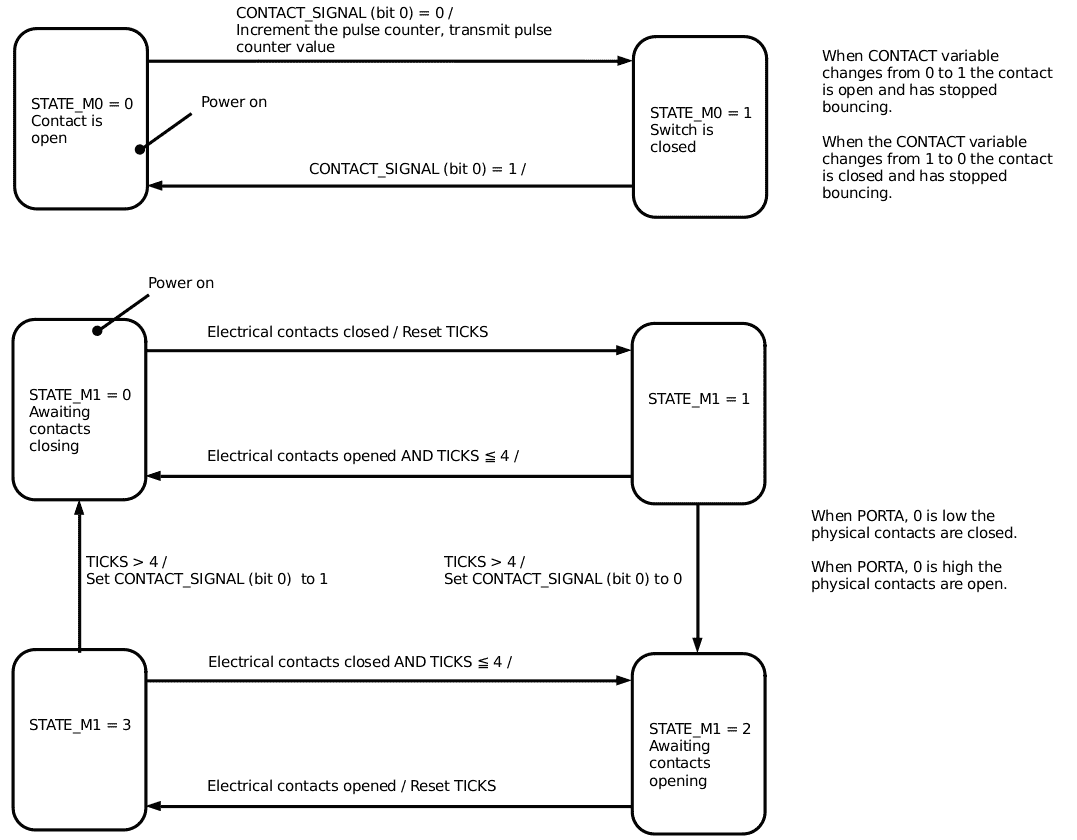 CONTACT_SIGNAL (bit 0) = 0 /
Increment the pulse counter, transmit pulse
counter value
STATE_M0 = 0
Contact is
open
Power on
STATE_M0 = 1
Switch is
closed
CONTACT_SIGNAL (bit 0) = 1 /
When CONTACT variable
changes from 0 to 1 the contact
is open and has stopped
bouncing.
When the CONTACT variable
changes from 1 to 0 the contact
is closed and has stopped
bouncing.
Power on
Electrical contacts closed / Reset TICKS
STATE_M1 = 0
Awaiting
contacts
closing
STATE_M1 = 1
Electrical contacts opened AND TICKS ≦ 4 /
TICKS > 4 /
Set CONTACT_SIGNAL (bit 0)  to 1
TICKS > 4 /
Set CONTACT_SIGNAL (bit 0) to 0
When PORTA, 0 is low the
physical contacts are closed.
When PORTA, 0 is high the
physical contacts are open.
Electrical contacts closed AND TICKS ≦ 4 /
STATE_M1 = 3
STATE_M1 = 2
Awaiting
contacts
opening
Electrical contacts opened / Reset TICKS